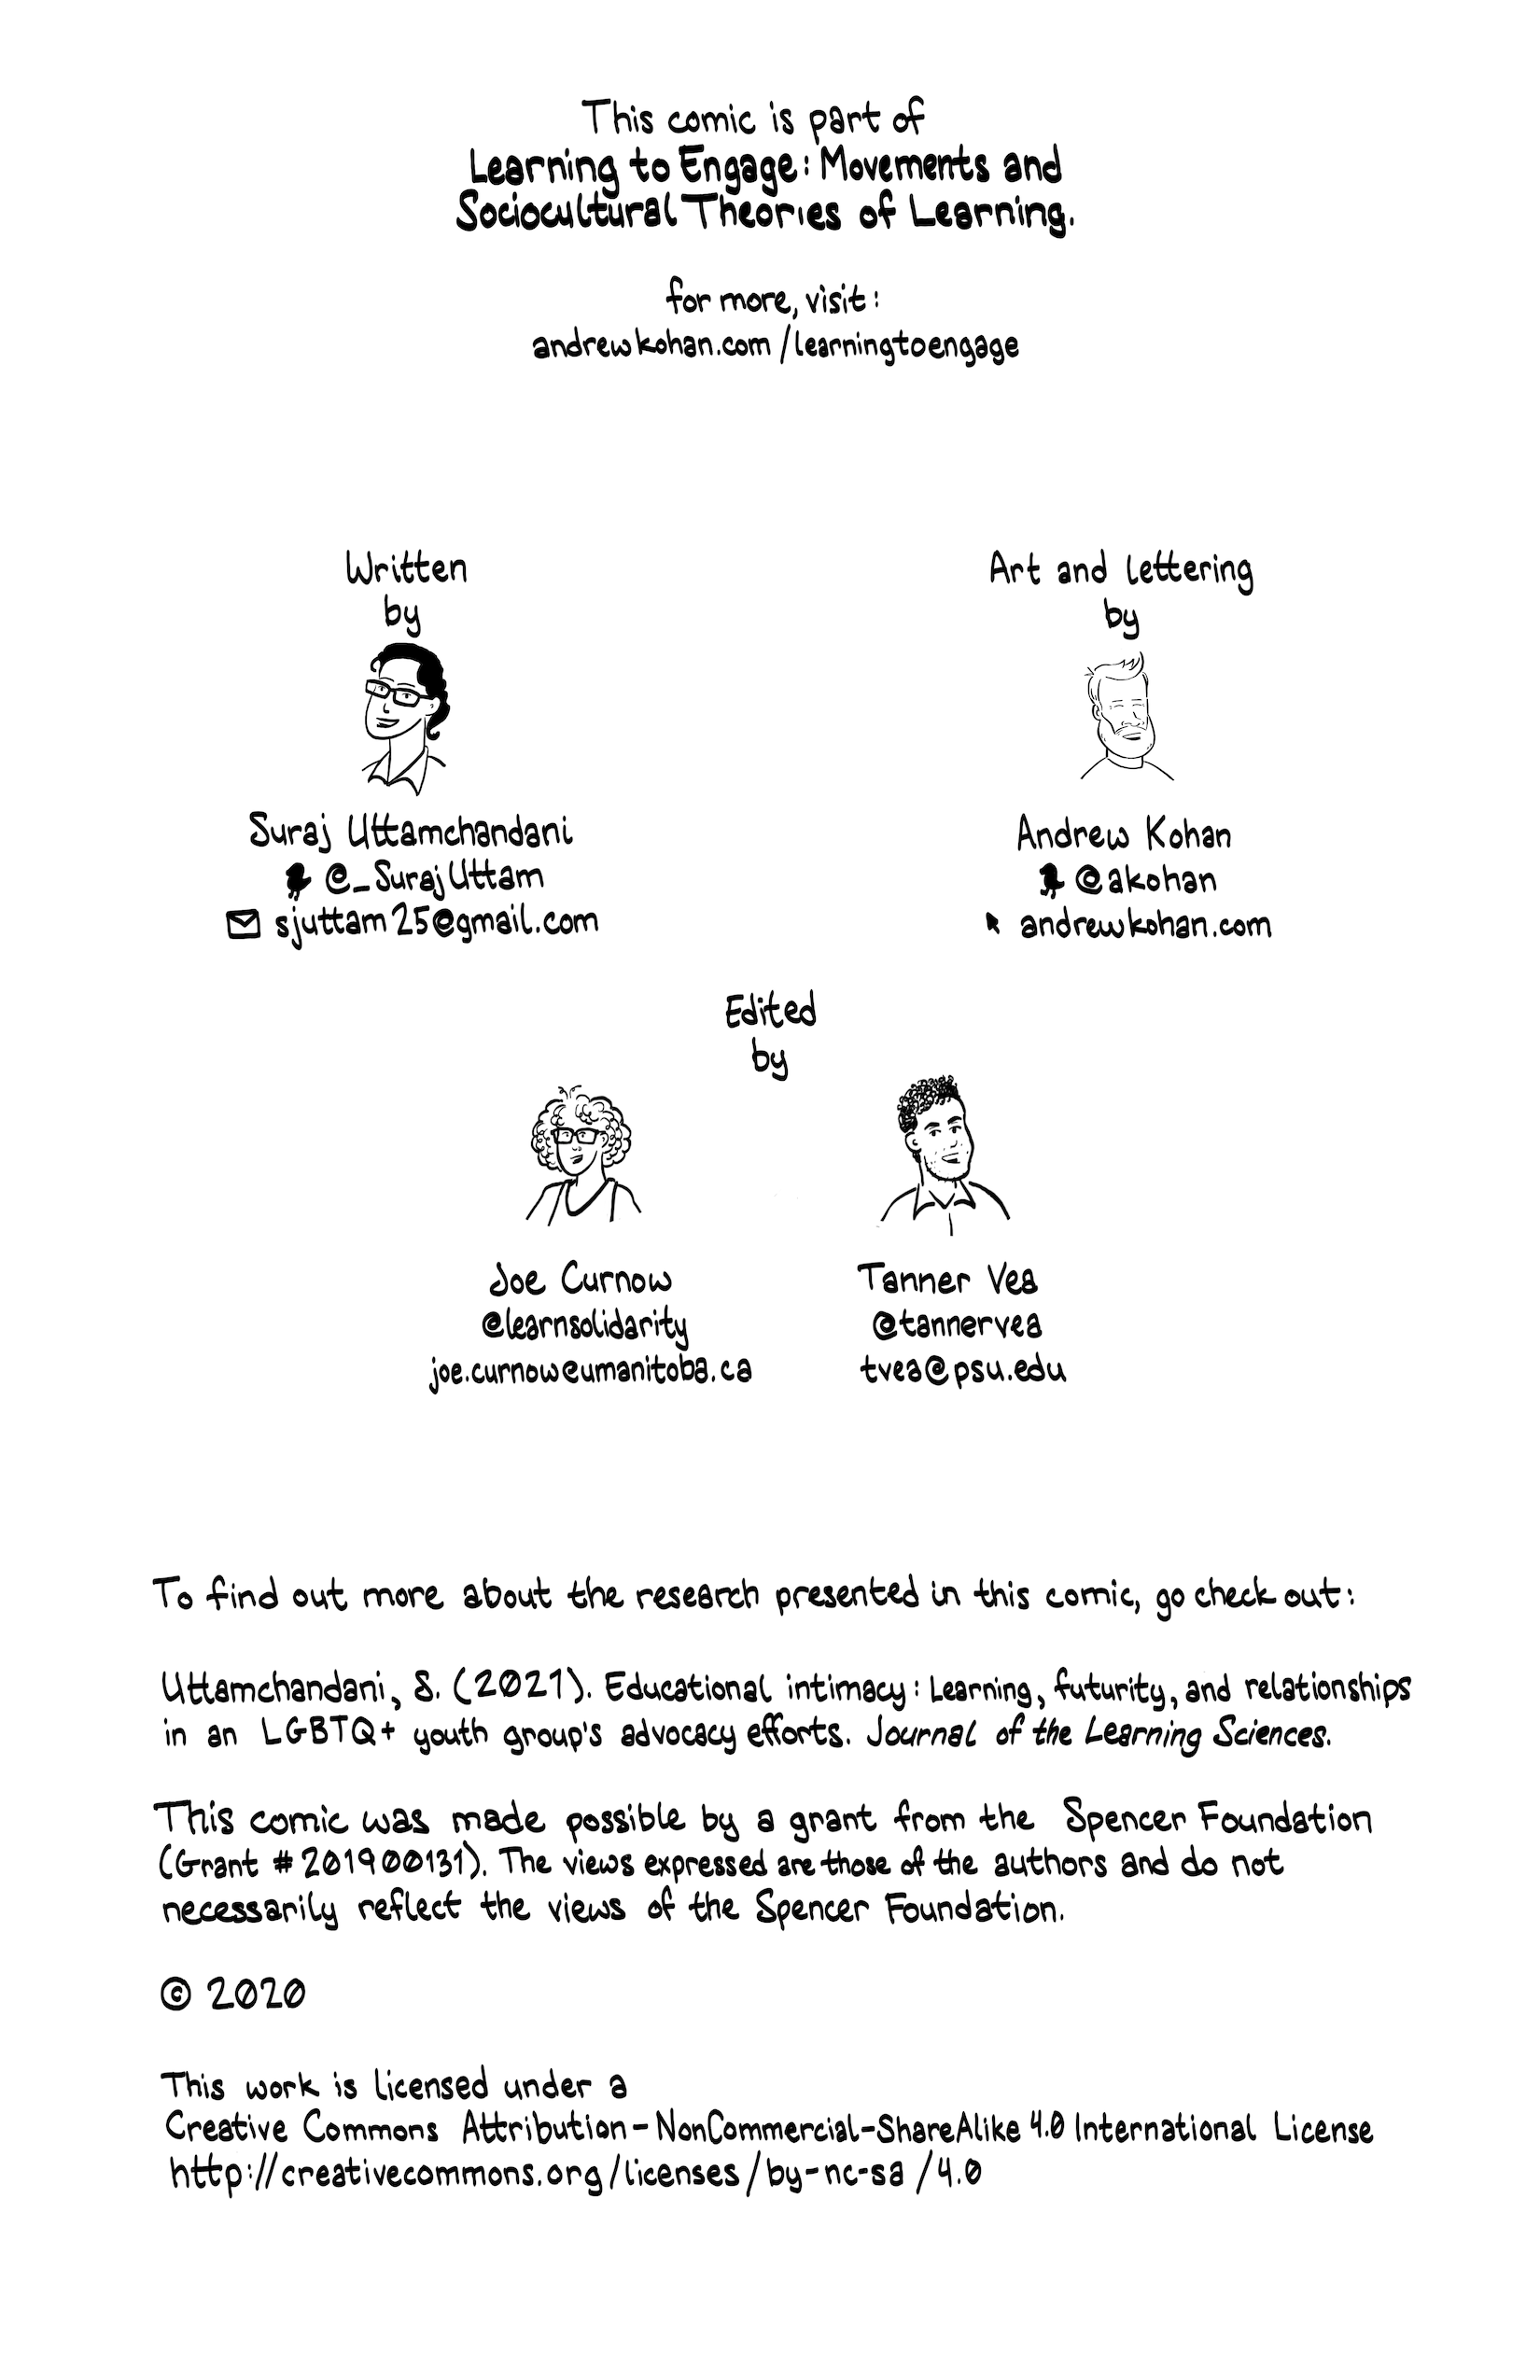 This comic is part of
Learning to Engage: Movements and
Sociocultural Theories of Learning.
for more, visit:
andrewkohan.com/learningtoengage
Written
by
Suraj Uttamchandani
@_SurajUttam
sjuttam25@gmail.com
Art and lettering
by
Andrew Kohan
@akohan
andrewkohan.com
Edited
by
Joe Curnow
@learnsolidarity
joe.curnow@umanitoba.ca
Tanner Vea
@tannervea
tvea@psu.edu
To find out more about the research presented in this comic, go check out:
Uttamchandani, S. (2021). Educational intimacy: Learning, futurity, and relationships
in an LGBTQ+ youth group's advocacy efforts. Journal of the Learning Sciences.
This comic was made possible by a grant from the Spencer Foundation
(Grant #201900131). The views expressed are those of the authors and do not
necessarily reflect the views of the Spencer Foundation.
© 2020
This work is licensed under a
Creative Commons Attribution-NonCommercial-ShareAlike 4.0 International License
http://creativecommons.org/licenses/by-nc-sa/4.0